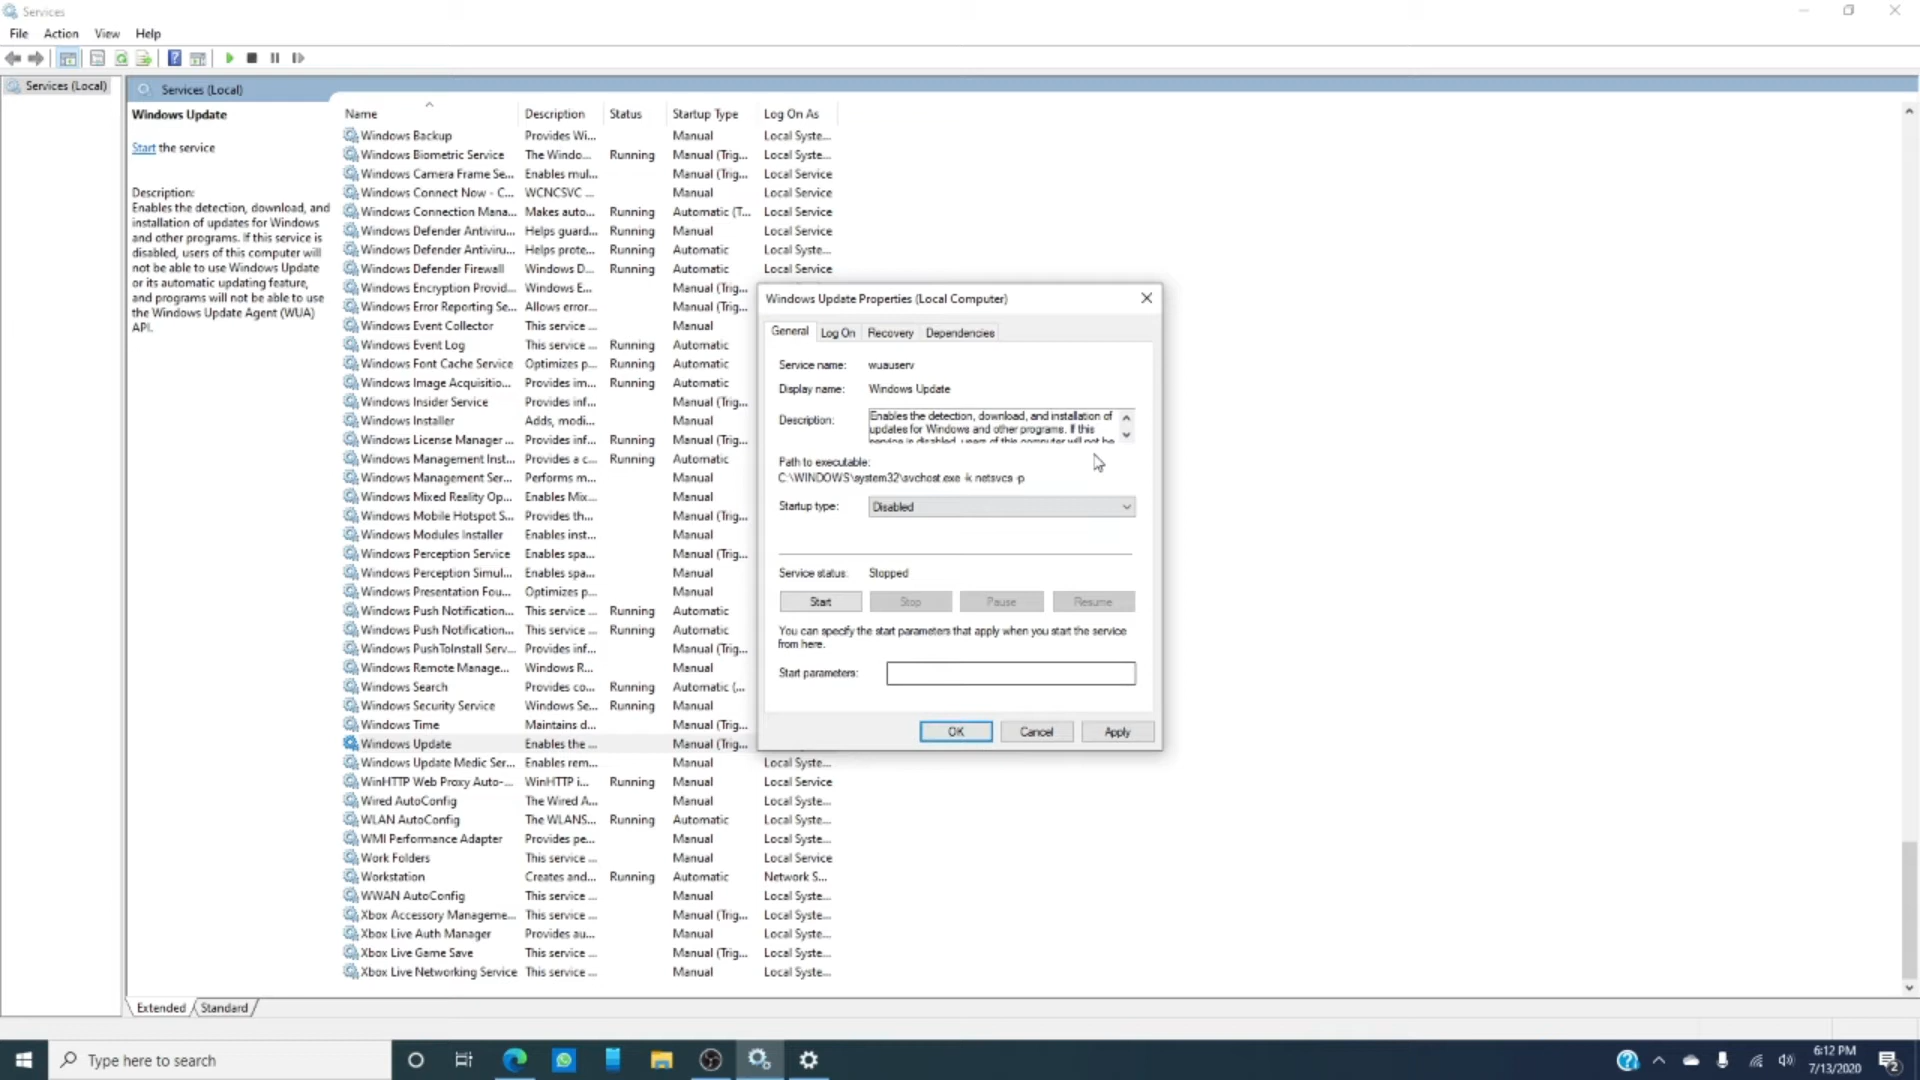 Services
File Action View Help
Services (Local)
Services (Local)
Windows Update
Start the service
Description:
Enables the detection, download, and
installation of updates for Windows
and other programs. If this service is
disabled, users of this computer will
not be able to use Windows Update
or its automatic updating feature,
and programs will not be able to use
the Windows Update Agent (WUA)
API.
Name Description Status Startup Type Log On As
Windows Backup Provides Wi... Manual Local Syste...
Windows Biometric Service The Windo... Running Manual (Trig... Local Syste...
Windows Camera Frame Se... Enables mul... Manual (Trig... Local Service
Windows Connect Now - C... WCNCSVC ... Manual Local Service
Windows Connection Mana... Makes auto... Running Automatic (T... Local Service
Windows Defender Antiviru... Helps guard... Running Manual Local Service
Windows Defender Antiviru... Helps prote... Running Automatic Local Syste...
Windows Defender Firewall Windows D... Running Automatic Local Service
Windows Encryption Provid... Windows E... Manual (Trig...
Windows Error Reporting Se... Allows error... Manual (Trig...
Windows Event Collector This service ... Manual
Windows Event Log This service ... Running Automatic
Windows Font Cache Service Optimizes p... Running Automatic
Windows Image Acquisitio... Provides im... Running Automatic
Windows Insider Service Provides inf... Manual (Trig...
Windows Installer Adds, modi... Manual
Windows License Manager ... Provides inf... Running Manual (Trig...
Windows Management Inst... Provides a c... Running Automatic
Windows Management Ser... Performs m... Manual
Windows Mixed Reality Op... Enables Mix... Manual
Windows Mobile Hotspot S... Provides th... Manual (Trig...
Windows Modules Installer Enables inst... Manual
Windows Perception Service Enables spa... Manual (Trig...
Windows Perception Simul... Enables spa... Manual
Windows Presentation Fou... Optimizes p... Manual
Windows Push Notification... This service ... Running Automatic
Windows Push Notification... This service ... Running Automatic
Windows PushToInstall Serv... Provides inf... Manual (Trig...
Windows Remote Manage... Windows R... Manual
Windows Search Provides co... Running Automatic (...
Windows Security Service Windows Se... Running Manual
Windows Time Maintains d... Manual (Trig...
Windows Update Enables the ... Manual (Trig...
Windows Update Medic Ser... Enables rem... Manual Local Syste...
WinHTTP Web Proxy Auto-... WinHTTP i... Running Manual Local Service
Wired AutoConfig The Wired A... Manual Local Syste...
WLAN AutoConfig The WLANS... Running Automatic Local Syste...
WMI Performance Adapter Provides pe... Manual Local Syste...
Work Folders This service ... Manual Local Service
Workstation Creates and... Running Automatic Network S...
WWAN AutoConfig This service ... Manual Local Syste...
Xbox Accessory Manageme... This service ... Manual (Trig... Local Syste...
Xbox Live Auth Manager Provides au... Manual Local Syste...
Xbox Live Game Save This service ... Manual (Trig... Local Syste...
Xbox Live Networking Service This service ... Manual Local Syste...
Windows Update Properties (Local Computer)
General Log On Recovery Dependencies
Service name: wuauserv
Display name: Windows Update
Description: Enables the detection, download, and installation of
updates for Windows and other programs. If this
service is disabled, users of this computer will not be
Path to executable:
C:\WINDOWS\system32\svchost.exe -k netsvcs -p
Startup type: Disabled
Service status: Stopped
Start Stop Pause Resume
You can specify the start parameters that apply when you start the service
from here.
Start parameters:
OK Cancel Apply
Extended Standard
Type here to search
6:12 PM
7/13/2020
2